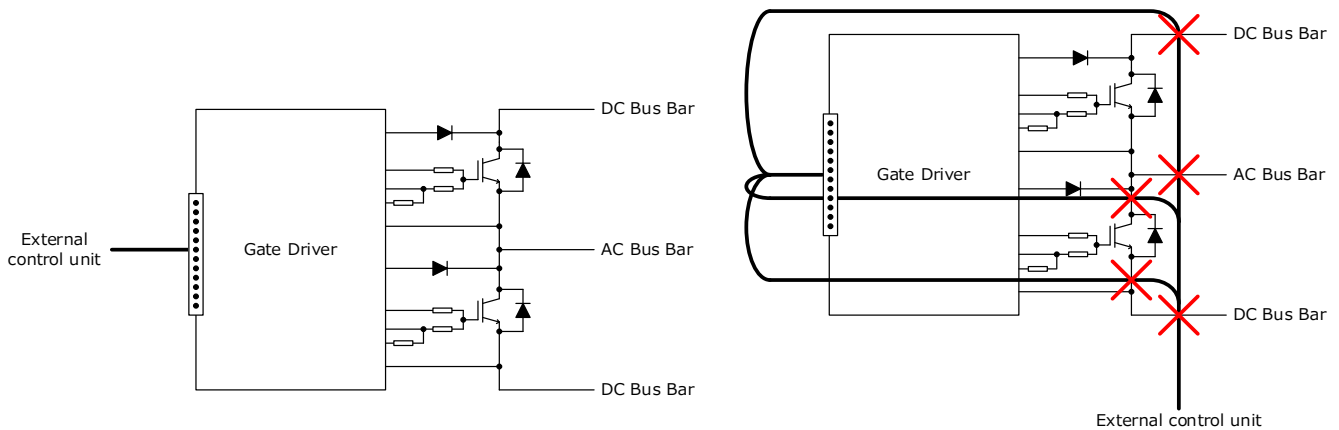 DC Bus Bar
External
control unit
Gate Driver
AC Bus Bar
DC Bus Bar
DC Bus Bar
Gate Driver
AC Bus Bar
DC Bus Bar
External control unit